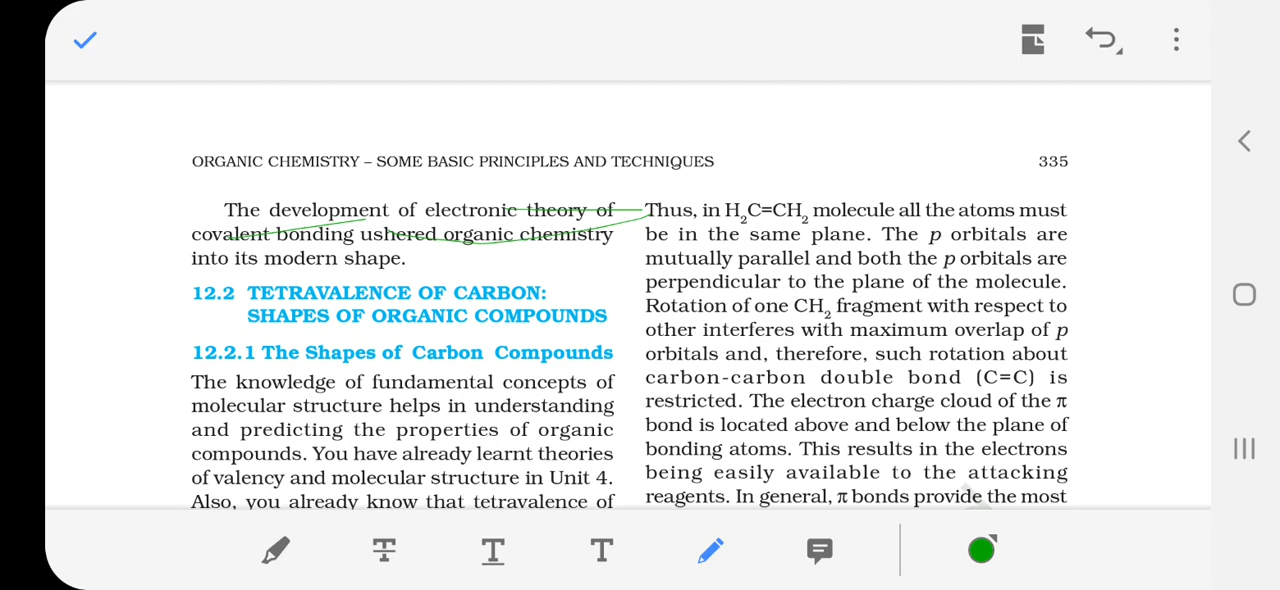 ORGANIC CHEMISTRY – SOME BASIC PRINCIPLES AND TECHNIQUES 335
The development of electronic theory of
covalent bonding ushered organic chemistry
into its modern shape.
12.2 TETRAVALENCE OF CARBON:
SHAPES OF ORGANIC COMPOUNDS
12.2.1 The Shapes of Carbon Compounds
The knowledge of fundamental concepts of
molecular structure helps in understanding
and predicting the properties of organic
compounds. You have already learnt theories
of valency and molecular structure in Unit 4.
Also, you already know that tetravalence of
Thus, in H₂C=CH₂ molecule all the atoms must
be in the same plane. The p orbitals are
mutually parallel and both the p orbitals are
perpendicular to the plane of the molecule.
Rotation of one CH₂ fragment with respect to
other interferes with maximum overlap of p
orbitals and, therefore, such rotation about
carbon-carbon double bond (C=C) is
restricted. The electron charge cloud of the π
bond is located above and below the plane of
bonding atoms. This results in the electrons
being easily available to the attacking
reagents. In general, π bonds provide the most